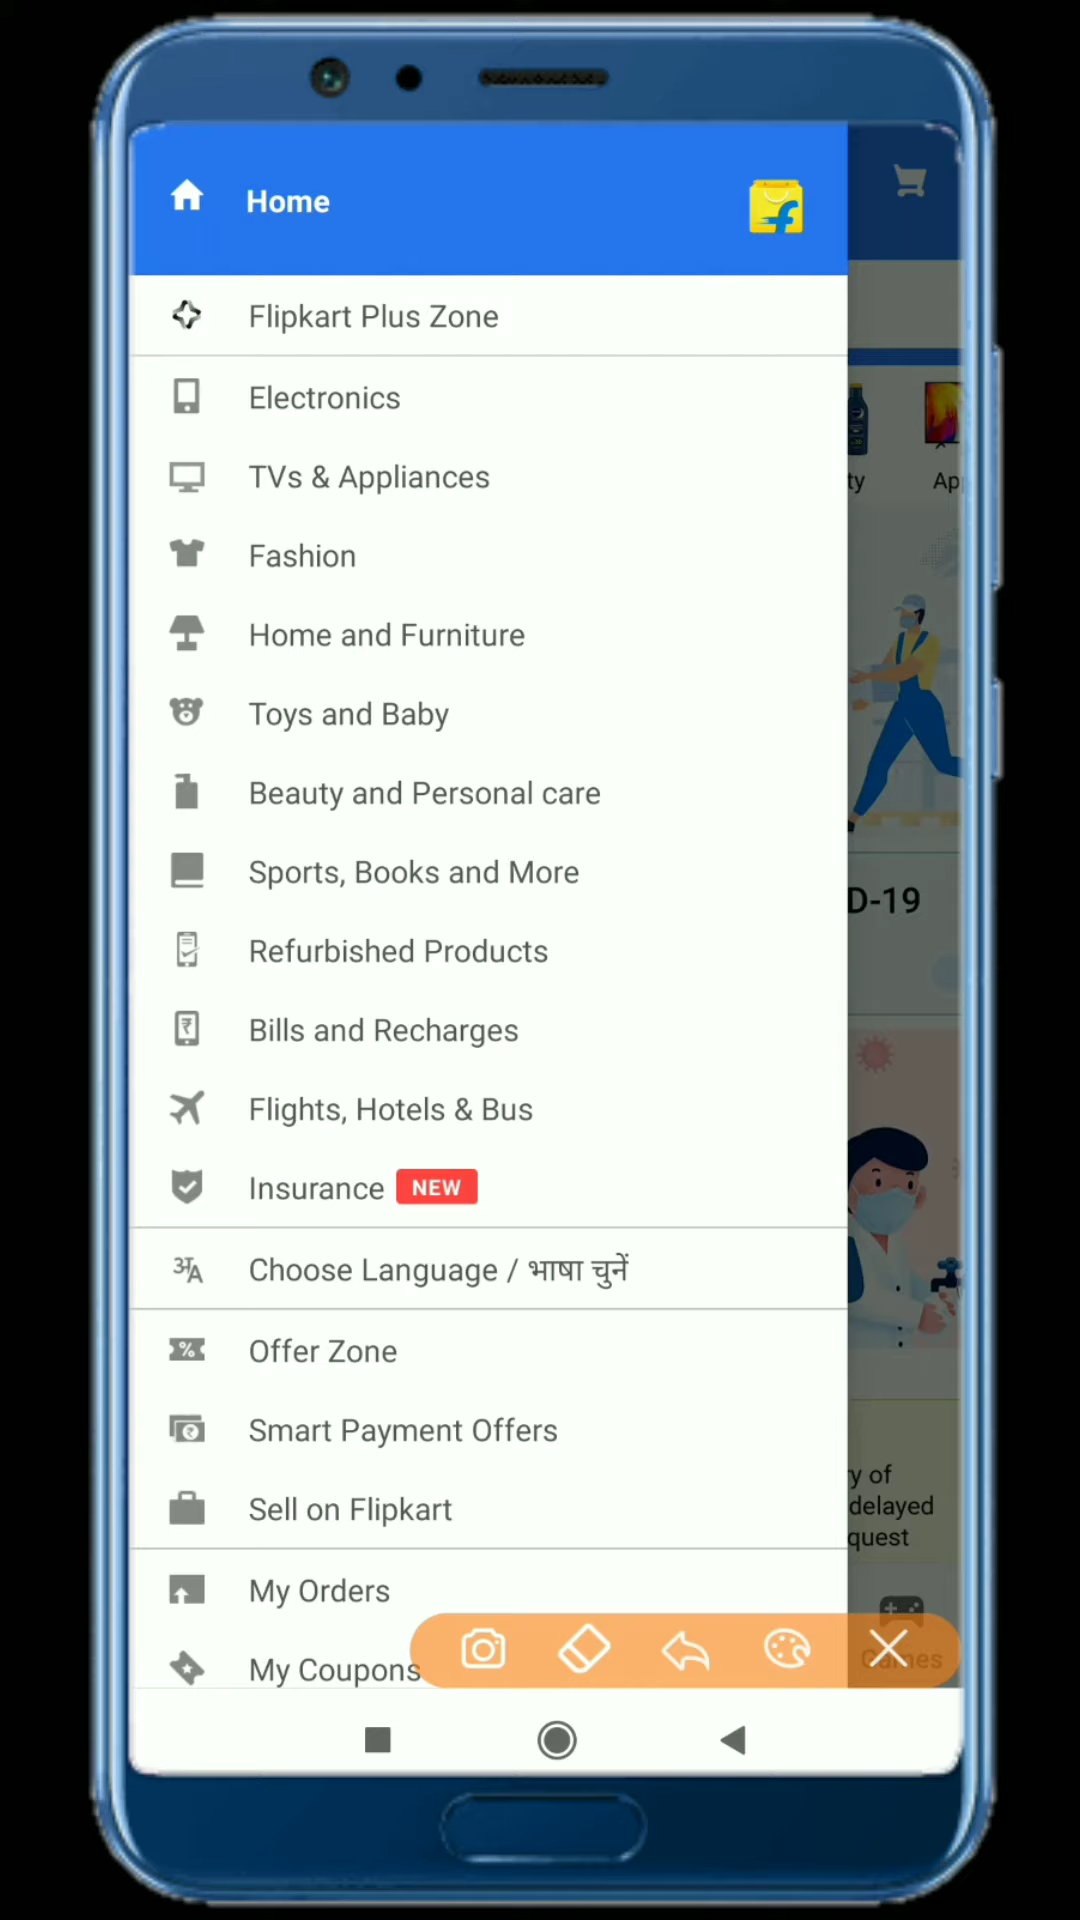 Home
Flipkart Plus Zone
Electronics
TVs & Appliances
Fashion
Home and Furniture
Toys and Baby
Beauty and Personal care
Sports, Books and More
Refurbished Products
Bills and Recharges
Flights, Hotels & Bus
Insurance NEW
Choose Language / भाषा चुनें
Offer Zone
Smart Payment Offers
Sell on Flipkart
My Orders
My Coupons
ty
Ap
D-19
y of
delayed
quest
Games